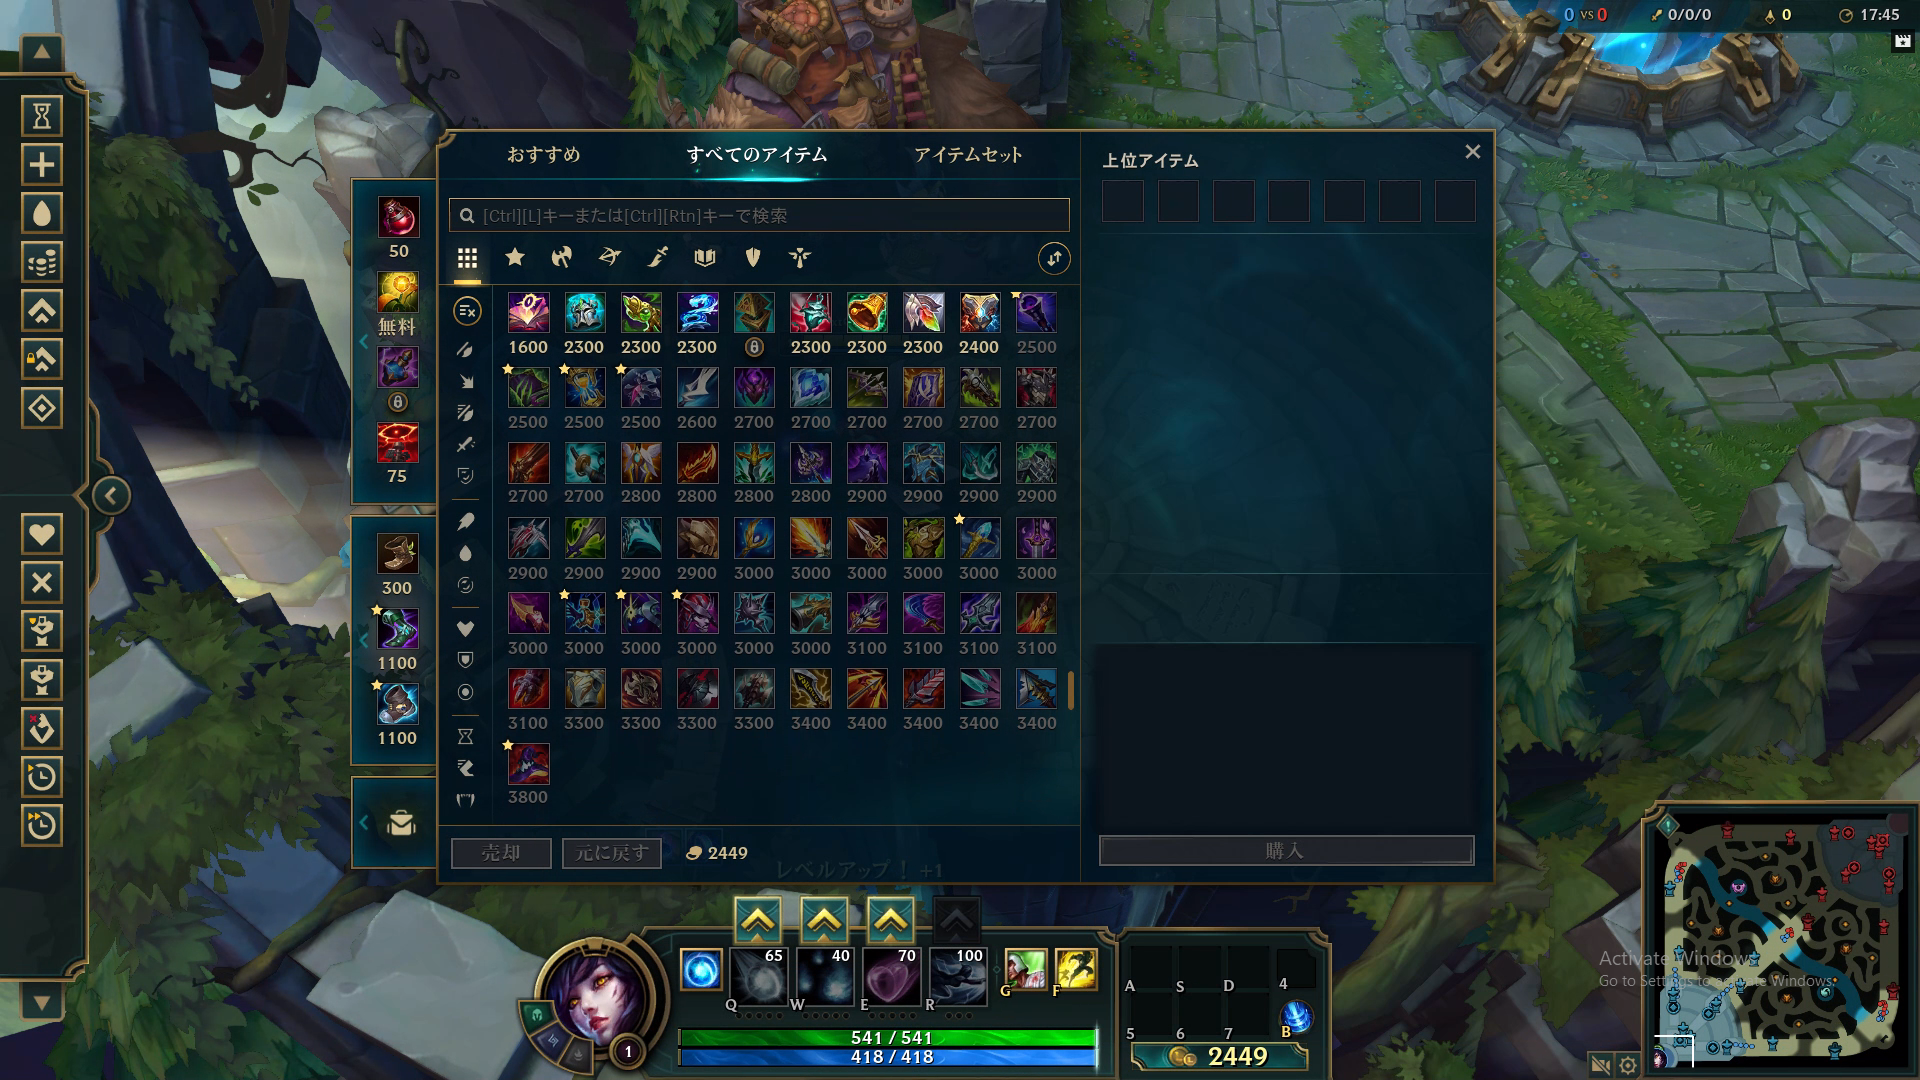 0 vs 0 0/0/0 0 17:45
おすすめ すべてのアイテム アイテムセット
上位アイテム
[Ctrl][L]キーまたは[Ctrl][Rtn]キーで検索
50
無料
75
300
1100
1100
1600 2300 2300 2300 2300 2300 2300 2400 2500
2500 2500 2500 2600 2700 2700 2700 2700 2700 2700
2700 2700 2800 2800 2800 2800 2900 2900 2900 2900
2900 2900 2900 2900 3000 3000 3000 3000 3000 3000
3000 3000 3000 3000 3000 3000 3100 3100 3100 3100
3100 3300 3300 3300 3300 3400 3400 3400 3400 3400
3800
売却 元に戻す 2449
購入
レベルアップ！ +1
65 40 70 100
Q W E R G F
541 / 541
418 / 418
1
A S D 4
5 6 7 B
2449
Activate Windows
Go to Settings to activate Windows.